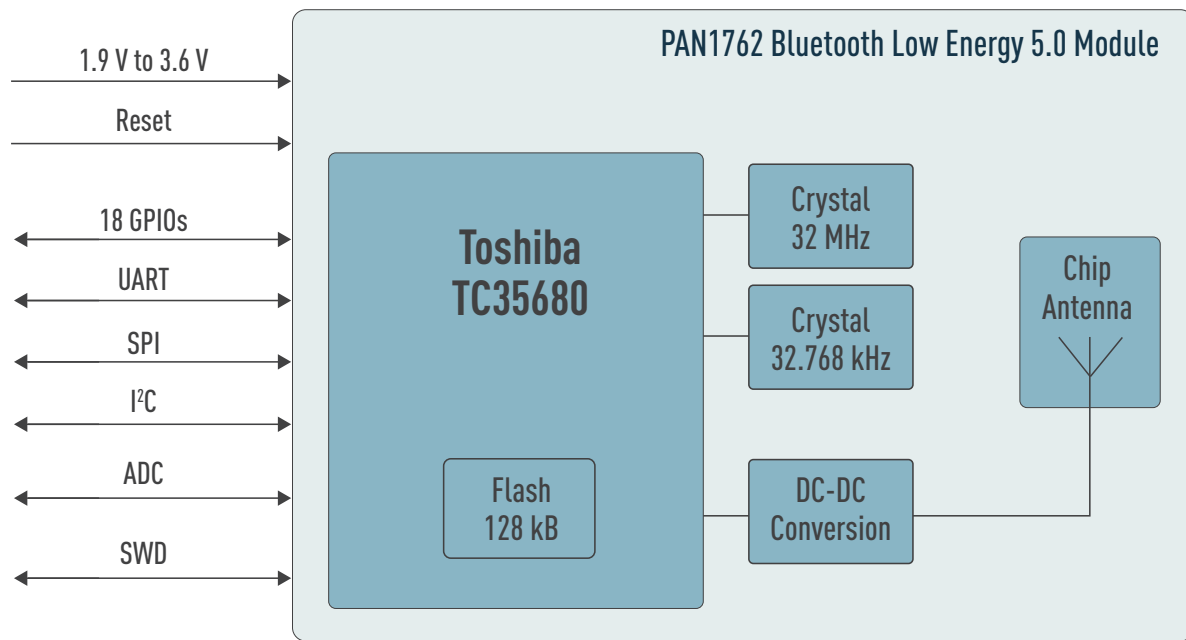 PAN1762 Bluetooth Low Energy 5.0 Module
1.9 V to 3.6 V
Reset
18 GPIOs
UART
SPI
I²C
ADC
SWD
Toshiba
TC35680
Flash
128 kB
Crystal
32 MHz
Crystal
32.768 kHz
DC-DC
Conversion
Chip
Antenna